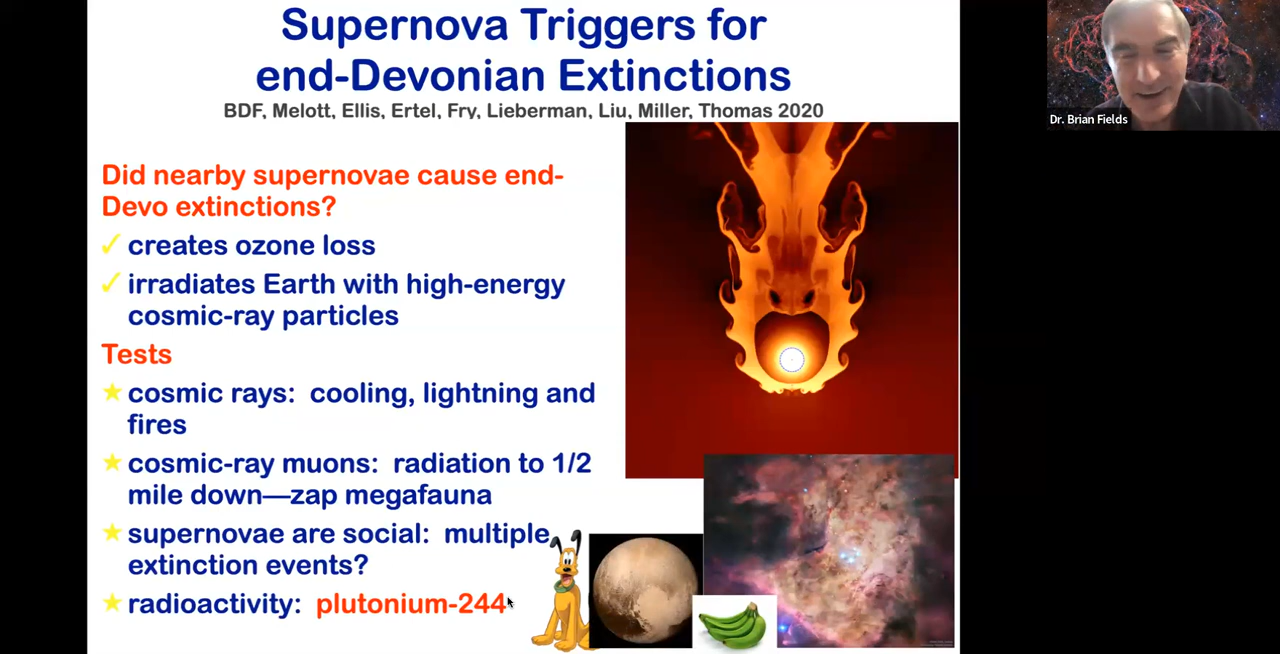 Supernova Triggers for
end-Devonian Extinctions
BDF, Melott, Ellis, Ertel, Fry, Lieberman, Liu, Miller, Thomas 2020
Did nearby supernovae cause end-
Devo extinctions?
✓ creates ozone loss
✓ irradiates Earth with high-energy
cosmic-ray particles
Tests
★ cosmic rays: cooling, lightning and
fires
★ cosmic-ray muons: radiation to 1/2
mile down—zap megafauna
★ supernovae are social: multiple
extinction events?
★ radioactivity: plutonium-244
Dr. Brian Fields